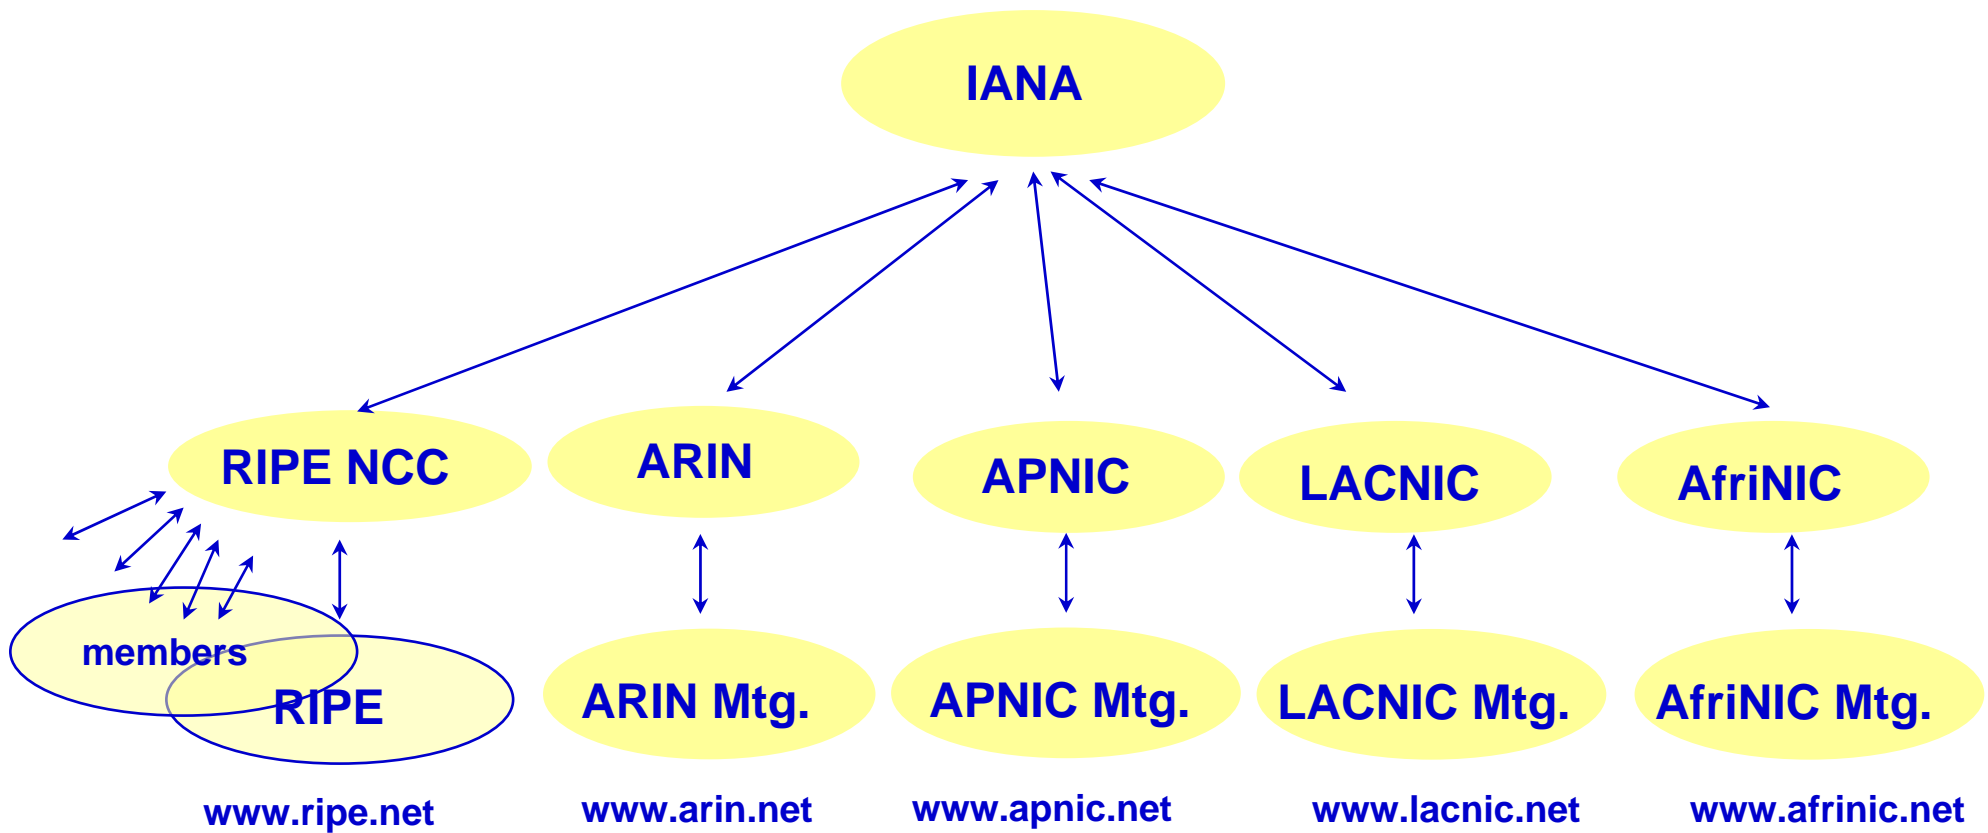 IANA
RIPE NCC
ARIN
APNIC
LACNIC
AfriNIC
members
RIPE
ARIN Mtg.
APNIC Mtg.
LACNIC Mtg.
AfriNIC Mtg.
www.ripe.net
www.arin.net
www.apnic.net
www.lacnic.net
www.afrinic.net